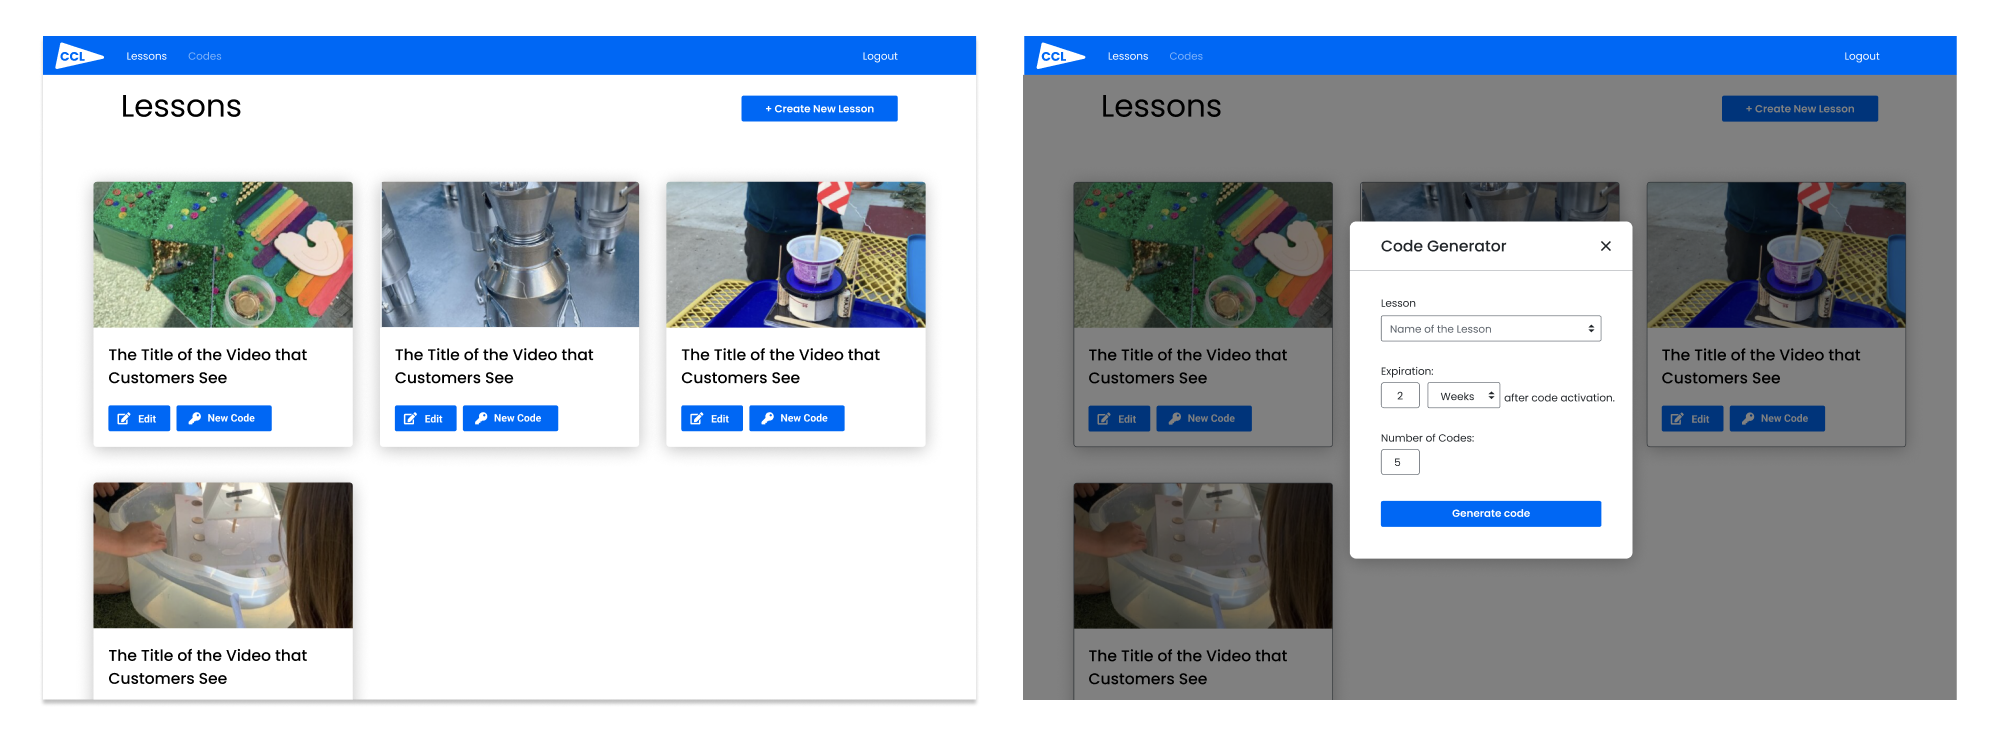 CCL
Lessons
Codes
Logout
Lessons
+ Create New Lesson
The Title of the Video that
Customers See
Edit
New Code
The Title of the Video that
Customers See
Edit
New Code
The Title of the Video that
Customers See
Edit
New Code
The Title of the Video that
Customers See
CCL
Lessons
Codes
Logout
Lessons
+ Create New Lesson
The Title of the Video that
Customers See
Edit
New Code
The Title of the Video that
Customers See
Edit
New Code
The Title of the Video that
Customers See
Code Generator
Lesson
Name of the Lesson
Expiration:
2
Weeks
after code activation.
Number of Codes:
5
Generate code